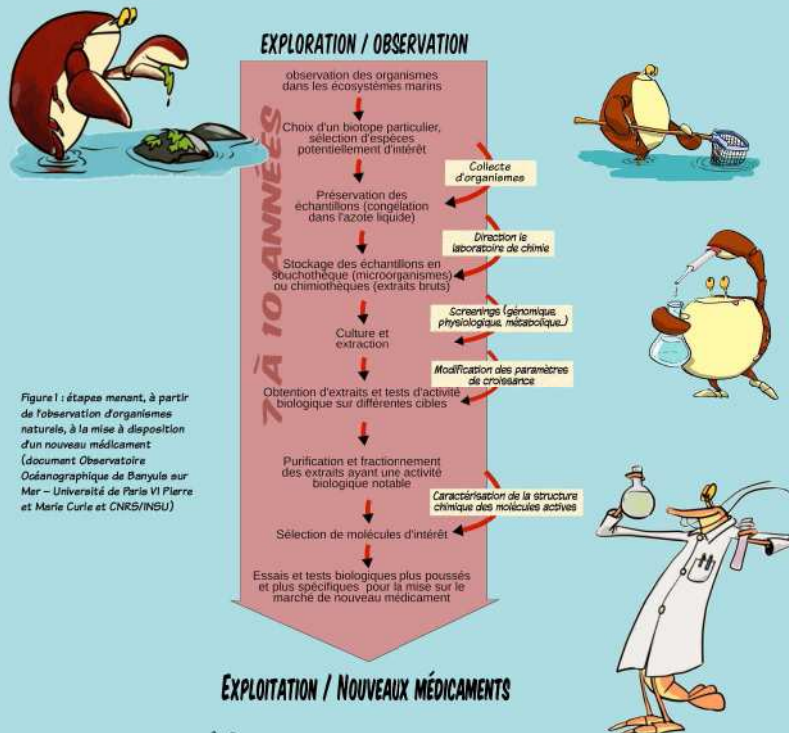 EXPLORATION / OBSERVATION
7 À 10 ANNÉES
observation des organismes
dans les écosystèmes marins
Choix d'un biotope particulier,
sélection d'espèces
potentiellement d'intérêt
Collecte
d'organismes
Préservation des
échantillons (congélation
dans l'azote liquide)
Direction le
laboratoire de chimie
Stockage des échantillons en
souchothèque (microorganismes)
ou chimiothèques (extraits bruts)
Screenings (génomique,
physiologique, métabolique...)
Culture et
extraction
Modification des paramètres
de croissance
Obtention d'extraits et tests d'activité
biologique sur différentes cibles
Purification et fractionnement
des extraits ayant une activité
biologique notable
Caractérisation de la structure
chimique des molécules actives
Sélection de molécules d'intérêt
Essais et tests biologiques plus poussés
et plus spécifiques pour la mise sur le
marché de nouveau médicament
EXPLOITATION / NOUVEAUX MÉDICAMENTS
Figure 1 : étapes menant, à partir
de l'observation d'organismes
naturels, à la mise à disposition
d'un nouveau médicament
(document Observatoire
Océanographique de Banyuls sur
Mer – Université de Paris VI Pierre
et Marie Curie et CNRS/INSU)